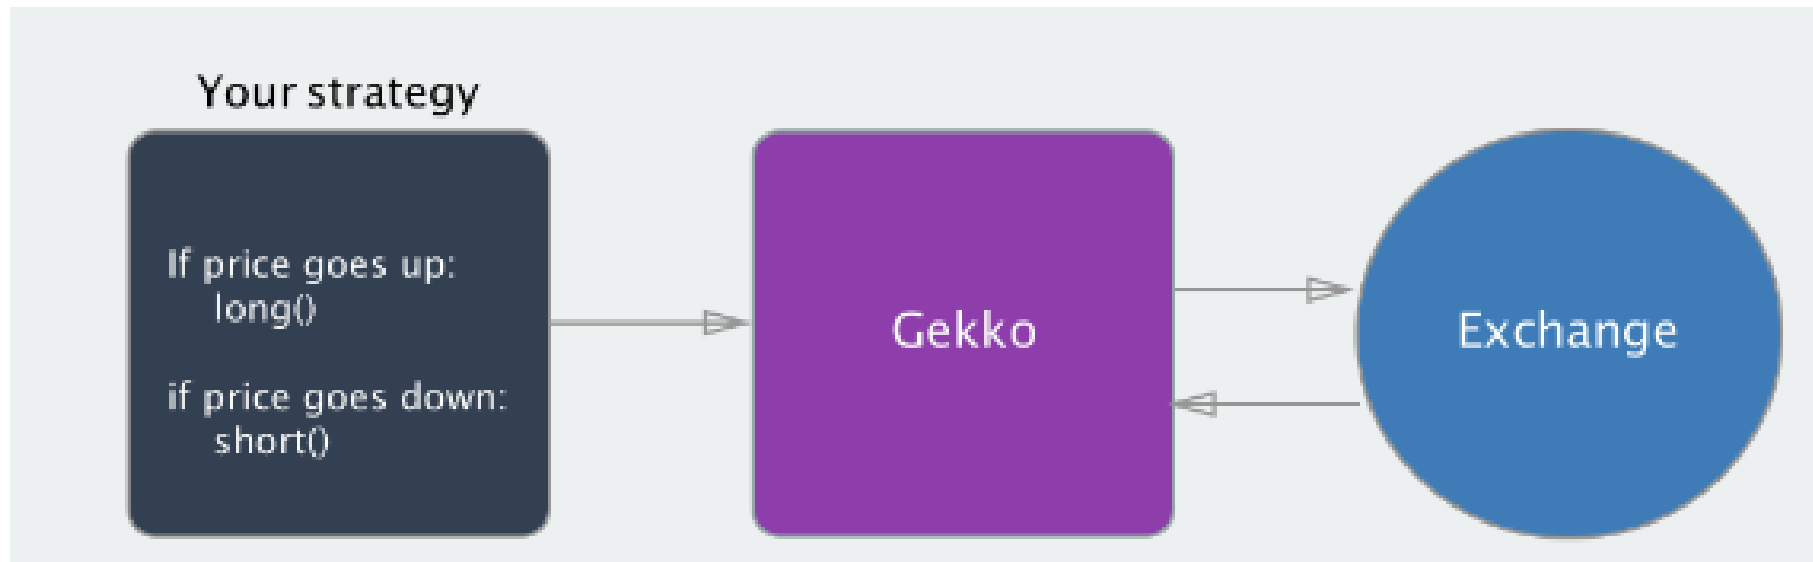 Your strategy
If price goes up:
long()
if price goes down:
short()
Gekko
Exchange